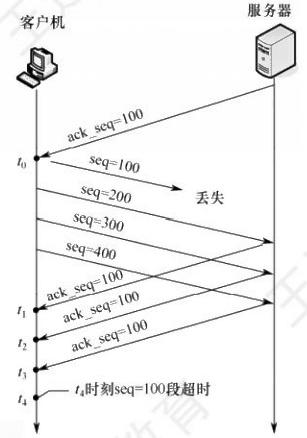 客户机
服务器
ack_seq=100
t0
seq=100
丢失
seq=200
seq=300
seq=400
ack_seq=100
t1
ack_seq=100
t2
ack_seq=100
t3
t4
t4时刻seq=100段超时